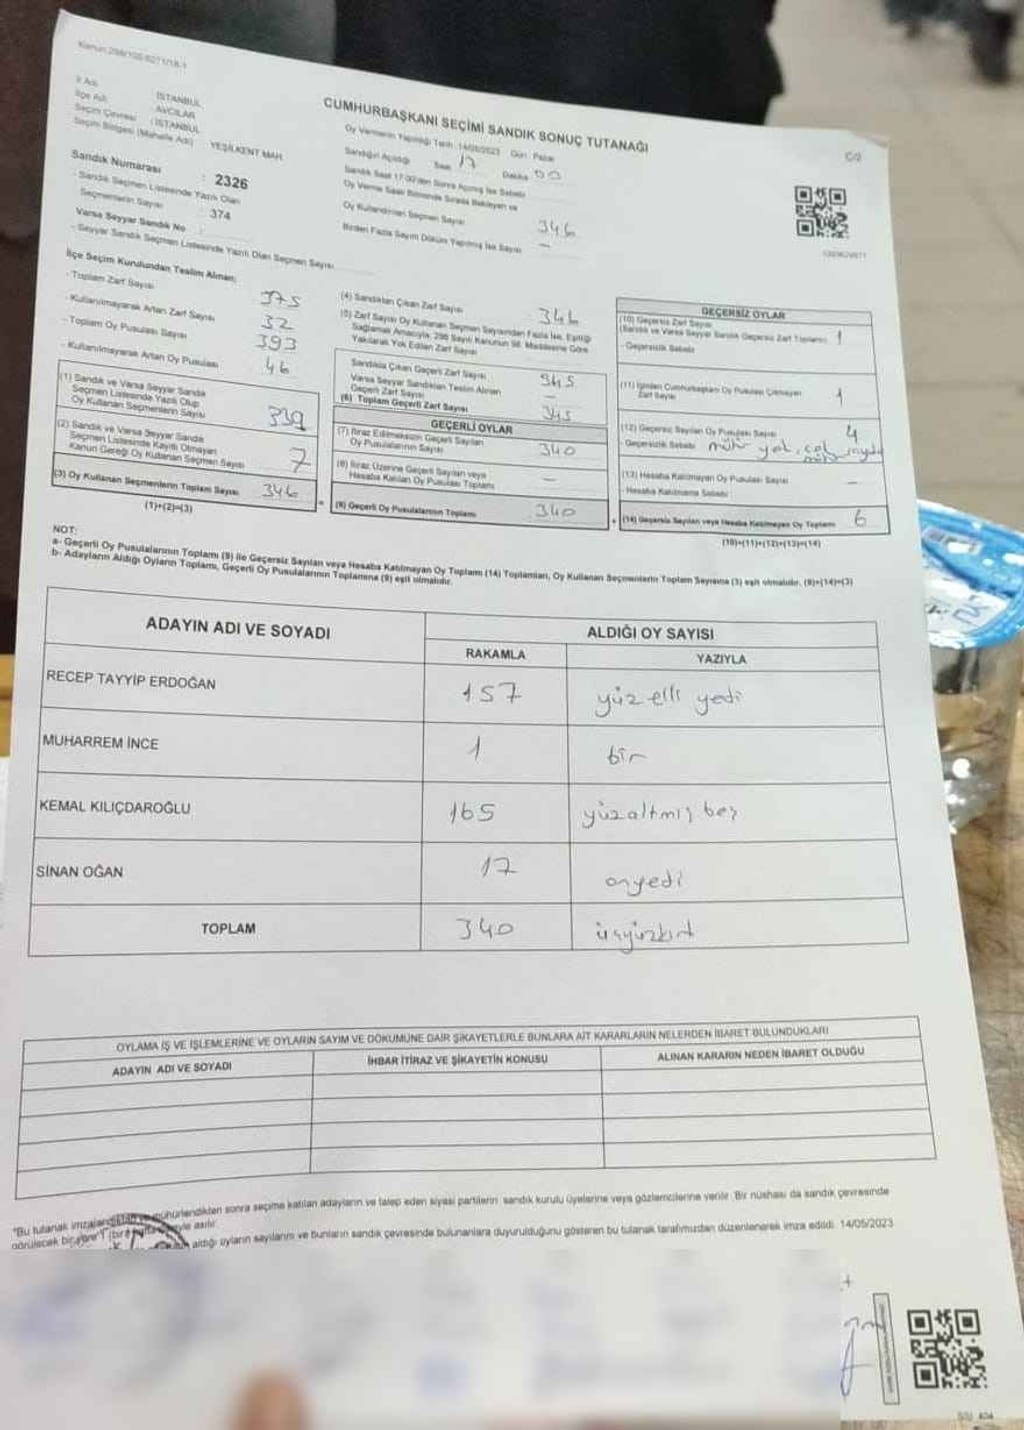 Kanun:298/105/6271/18-1
İl Adı İSTANBUL
İlçe Adı AVCILAR
Seçim Çevresi : İSTANBUL
Seçim Bölgesi (Mahalle Adı) YEŞİLKENT MAH.
Sandık Numarası : 2326
- Sandık Seçmen Listesinde Yazılı Olan
Seçmenlerin Sayısı : 374
Varsa Seyyar Sandık No :
- Seyyar Sandık Seçmen Listesinde Yazılı Olan Seçmen Sayısı
CUMHURBAŞKANI SEÇİMİ SANDIK SONUÇ TUTANAĞI
Oy Vermenin Yapıldığı Tarih: 14/05/2023 Gün: Pazar
Sandığın Açıldığı Saat 17 Dakika 00
Sandık Saat 17:00'den Sonra Açılmış İse Sebebi
Oy Verme Saati Bitiminde Sırada Bekleyen ve
Oy Kullandırılan Seçmen Sayısı 346
Birden Fazla Sayım Döküm Yapılmış İse Sayısı —
İlçe Seçim Kurulundan Teslim Alınan;
- Toplam Zarf Sayısı 375
- Kullanılmayarak Artan Zarf Sayısı 32
- Toplam Oy Pusulası Sayısı 393
- Kullanılmayarak Artan Oy Pusulası 46
(1) Sandık ve Varsa Seyyar Sandık
Seçmen Listesinde Yazılı Olup
Oy Kullanan Seçmenlerin Sayısı 339
(2) Sandık ve Varsa Seyyar Sandık
Seçmen Listesinde Kayıtlı Olmayan
Kanun Gereği Oy Kullanan Seçmen Sayısı 7
(3) Oy Kullanan Seçmenlerin Toplam Sayısı 346
(1)+(2)=(3)
(4) Sandıktan Çıkan Zarf Sayısı 346
(5) Zarf Sayısı Oy Kullanan Seçmen Sayısından Fazla İse, Eşitliği
Sağlamak Amacıyla, 298 Sayılı Kanunun 98. Maddesine Göre
Yakılarak Yok Edilen Zarf Sayısı
Sandıkta Çıkan Geçerli Zarf Sayısı 345
Varsa Seyyar Sandıktan Teslim Alınan
Geçerli Zarf Sayısı —
(6) Toplam Geçerli Zarf Sayısı 345
GEÇERLİ OYLAR
(7) İtiraz Edilmeksizin Geçerli Sayılan
Oy Pusulalarının Sayısı 340
(8) İtiraz Üzerine Geçerli Sayılan veya
Hesaba Katılan Oy Pusulası Toplamı —
(9) Geçerli Oy Pusulalarının Toplamı 340
GEÇERSİZ OYLAR
(10) Geçersiz Zarf Sayısı
(Sandık ve Varsa Seyyar Sandık Geçersiz Zarf Toplamı) 1
- Geçersizlik Sebebi
(11) İçinden Cumhurbaşkanı Oy Pusulası Çıkmayan
Zarf Sayısı 1
(12) Geçersiz Sayılan Oy Pusulası Sayısı 4
- Geçersizlik Sebebi mühür yok, çok
(13) Hesaba Katılmayan Oy Pusulası Sayısı —
- Hesaba Katılmama Sebebi
(14) Geçersiz Sayılan veya Hesaba Katılmayan Oy Toplamı 6
(10)+(11)+(12)+(13)=(14)
NOT:
a- Geçerli Oy Pusulalarının Toplamı (9) ile Geçersiz Sayılan veya Hesaba Katılmayan Oy Toplamı (14) Toplamları, Oy Kullanan Seçmenlerin Toplam Sayısına (3) eşit olmalıdır. (9)+(14)=(3)
b- Adayların Aldığı Oyların Toplamı, Geçerli Oy Pusulalarının Toplamına (9) eşit olmalıdır.
ADAYIN ADI VE SOYADI
ALDIĞI OY SAYISI
RAKAMLA YAZIYLA
RECEP TAYYİP ERDOĞAN 157 yüz elli yedi
MUHARREM İNCE 1 bir
KEMAL KILIÇDAROĞLU 165 yüzaltmış beş
SİNAN OĞAN 17 onyedi
TOPLAM 340 üçyüzkırk
OYLAMA İŞ VE İŞLEMLERİNE VE OYLARIN SAYIM VE DÖKÜMÜNE DAİR ŞİKAYETLERLE BUNLARA AİT KARARLARIN NELERDEN İBARET BULUNDUKLARI
ADAYIN ADI VE SOYADI İHBAR İTİRAZ VE ŞİKAYETİN KONUSU ALINAN KARARIN NEDEN İBARET OLDUĞU
"Bu tutanak imzalandıktan mühürlendikten sonra seçime katılan adayların ve talep eden siyasi partilerin sandık kurulu üyelerine veya gözlemcilerine verilir. Bir nüshası da sandık çevresinde
görülecek bir yere asılır.
aldığı oyların sayılarını ve bunların sandık çevresinde bulunanlara duyurulduğunu gösteren bu tutanak tarafımızdan düzenlenerek imza edildi. 14/05/2023